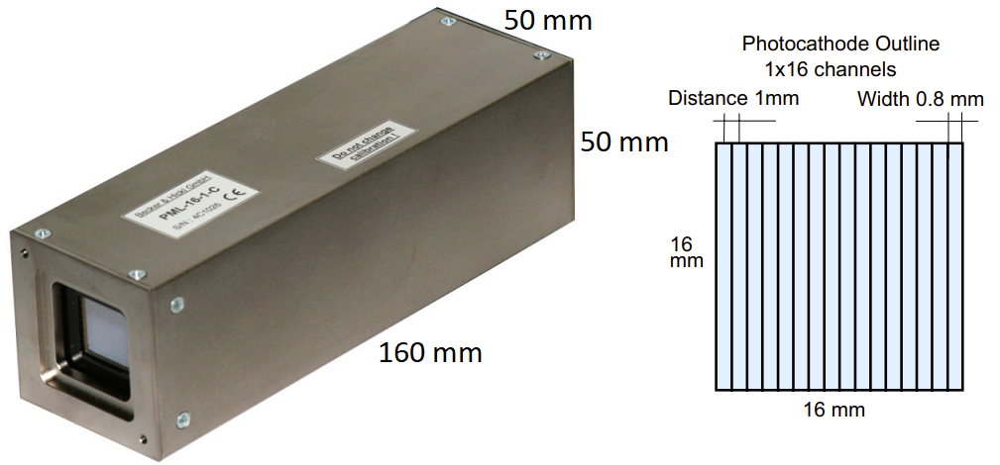 50 mm
50 mm
160 mm
Becker & Hickl GmbH
PML-16-1-C
S/N : 4C1026
CE
Do not change
calibration !
Photocathode Outline
1x16 channels
Distance 1mm
Width 0.8 mm
16
mm
16 mm